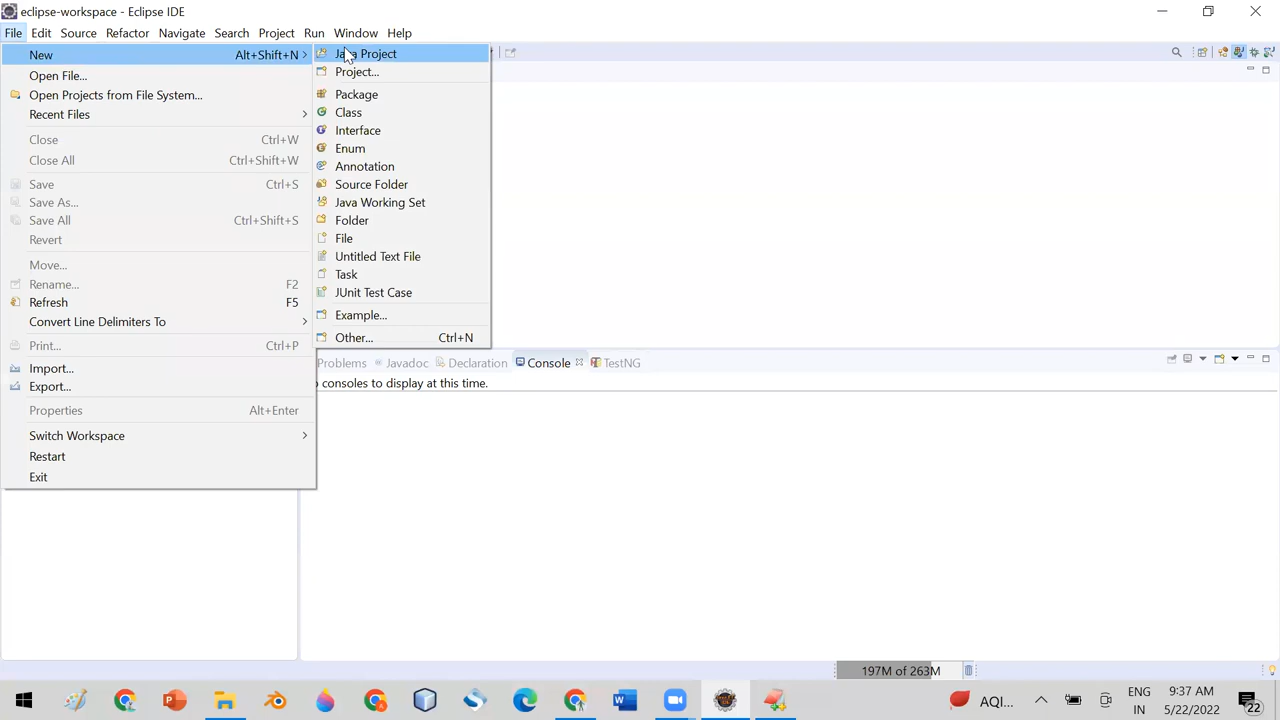 eclipse-workspace - Eclipse IDE
File Edit Source Refactor Navigate Search Project Run Window Help
New Alt+Shift+N
Open File...
Open Projects from File System...
Recent Files
Close Ctrl+W
Close All Ctrl+Shift+W
Save Ctrl+S
Save As...
Save All Ctrl+Shift+S
Revert
Move...
Rename... F2
Refresh F5
Convert Line Delimiters To
Print... Ctrl+P
Import...
Export...
Properties Alt+Enter
Switch Workspace
Restart
Exit
Java Project
Project...
Package
Class
Interface
Enum
Annotation
Source Folder
Java Working Set
Folder
File
Untitled Text File
Task
JUnit Test Case
Example...
Other... Ctrl+N
Problems Javadoc Declaration Console TestNG
consoles to display at this time.
197M of 263M
AQI... ENG 9:37 AM
IN 5/22/2022 22